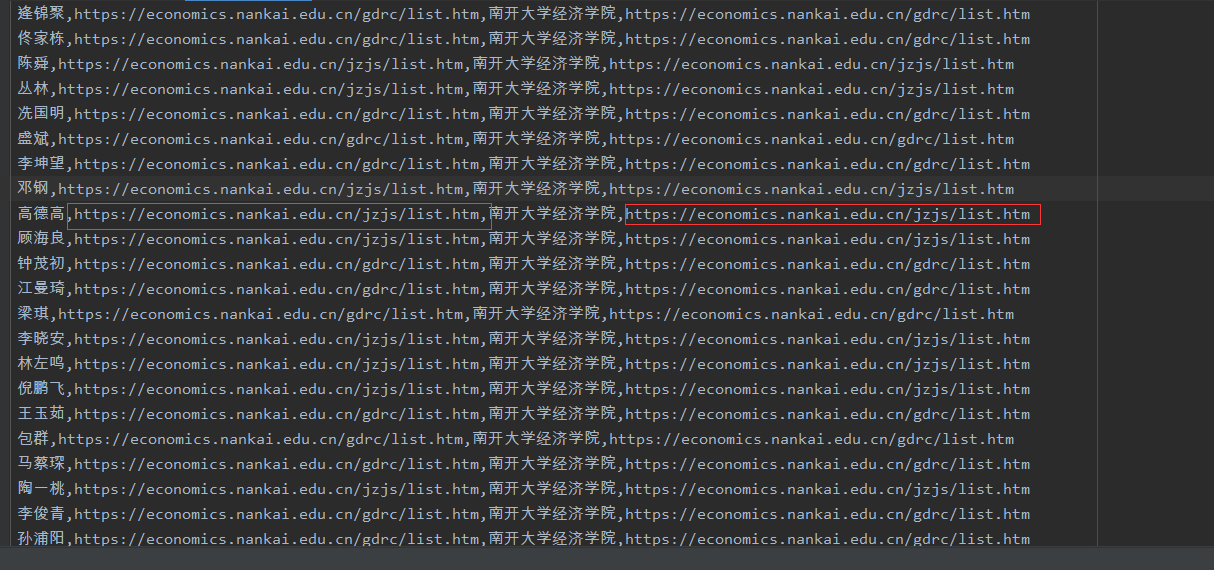 逄锦聚,https://economics.nankai.edu.cn/gdrc/list.htm,南开大学经济学院,https://economics.nankai.edu.cn/gdrc/list.htm
佟家栋,https://economics.nankai.edu.cn/gdrc/list.htm,南开大学经济学院,https://economics.nankai.edu.cn/gdrc/list.htm
陈舜,https://economics.nankai.edu.cn/jzjs/list.htm,南开大学经济学院,https://economics.nankai.edu.cn/jzjs/list.htm
丛林,https://economics.nankai.edu.cn/jzjs/list.htm,南开大学经济学院,https://economics.nankai.edu.cn/jzjs/list.htm
冼国明,https://economics.nankai.edu.cn/gdrc/list.htm,南开大学经济学院,https://economics.nankai.edu.cn/gdrc/list.htm
盛斌,https://economics.nankai.edu.cn/gdrc/list.htm,南开大学经济学院,https://economics.nankai.edu.cn/gdrc/list.htm
李坤望,https://economics.nankai.edu.cn/gdrc/list.htm,南开大学经济学院,https://economics.nankai.edu.cn/gdrc/list.htm
邓钢,https://economics.nankai.edu.cn/jzjs/list.htm,南开大学经济学院,https://economics.nankai.edu.cn/jzjs/list.htm
高德高,https://economics.nankai.edu.cn/jzjs/list.htm,南开大学经济学院,https://economics.nankai.edu.cn/jzjs/list.htm
顾海良,https://economics.nankai.edu.cn/jzjs/list.htm,南开大学经济学院,https://economics.nankai.edu.cn/jzjs/list.htm
钟茂初,https://economics.nankai.edu.cn/gdrc/list.htm,南开大学经济学院,https://economics.nankai.edu.cn/gdrc/list.htm
江曼琦,https://economics.nankai.edu.cn/gdrc/list.htm,南开大学经济学院,https://economics.nankai.edu.cn/gdrc/list.htm
梁琪,https://economics.nankai.edu.cn/gdrc/list.htm,南开大学经济学院,https://economics.nankai.edu.cn/gdrc/list.htm
李晓安,https://economics.nankai.edu.cn/jzjs/list.htm,南开大学经济学院,https://economics.nankai.edu.cn/jzjs/list.htm
林左鸣,https://economics.nankai.edu.cn/jzjs/list.htm,南开大学经济学院,https://economics.nankai.edu.cn/jzjs/list.htm
倪鹏飞,https://economics.nankai.edu.cn/jzjs/list.htm,南开大学经济学院,https://economics.nankai.edu.cn/jzjs/list.htm
王玉茹,https://economics.nankai.edu.cn/gdrc/list.htm,南开大学经济学院,https://economics.nankai.edu.cn/gdrc/list.htm
包群,https://economics.nankai.edu.cn/gdrc/list.htm,南开大学经济学院,https://economics.nankai.edu.cn/gdrc/list.htm
马蔡琛,https://economics.nankai.edu.cn/gdrc/list.htm,南开大学经济学院,https://economics.nankai.edu.cn/gdrc/list.htm
陶一桃,https://economics.nankai.edu.cn/jzjs/list.htm,南开大学经济学院,https://economics.nankai.edu.cn/jzjs/list.htm
李俊青,https://economics.nankai.edu.cn/gdrc/list.htm,南开大学经济学院,https://economics.nankai.edu.cn/gdrc/list.htm
孙浦阳,https://economics.nankai.edu.cn/gdrc/list.htm,南开大学经济学院,https://economics.nankai.edu.cn/gdrc/list.htm